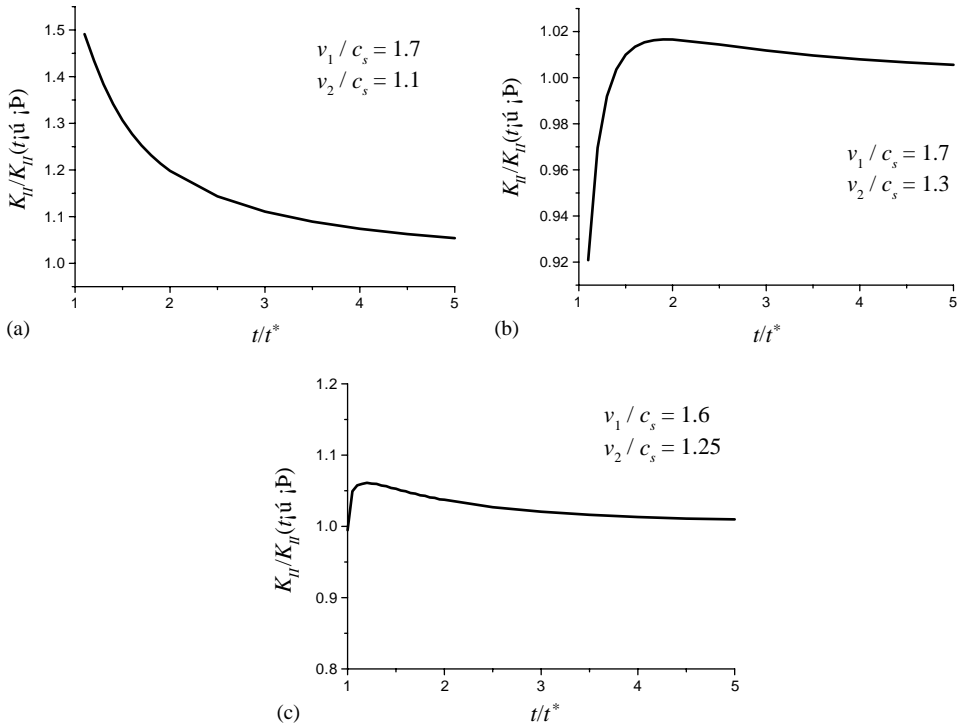 1.5
1.4
1.3
1.2
1.1
1.0
K_II/K_II(t¡ú ¡Þ)
v_1 / c_s = 1.7
v_2 / c_s = 1.1
1 2 3 4 5
t/t*
(a)
1.02
1.00
0.98
0.96
0.94
0.92
K_II/K_II(t¡ú ¡Þ)
v_1 / c_s = 1.7
v_2 / c_s = 1.3
1 2 3 4 5
t/t*
(b)
1.2
1.1
1.0
0.9
0.8
K_II/K_II(t¡ú ¡Þ)
v_1 / c_s = 1.6
v_2 / c_s = 1.25
1 2 3 4 5
t/t*
(c)